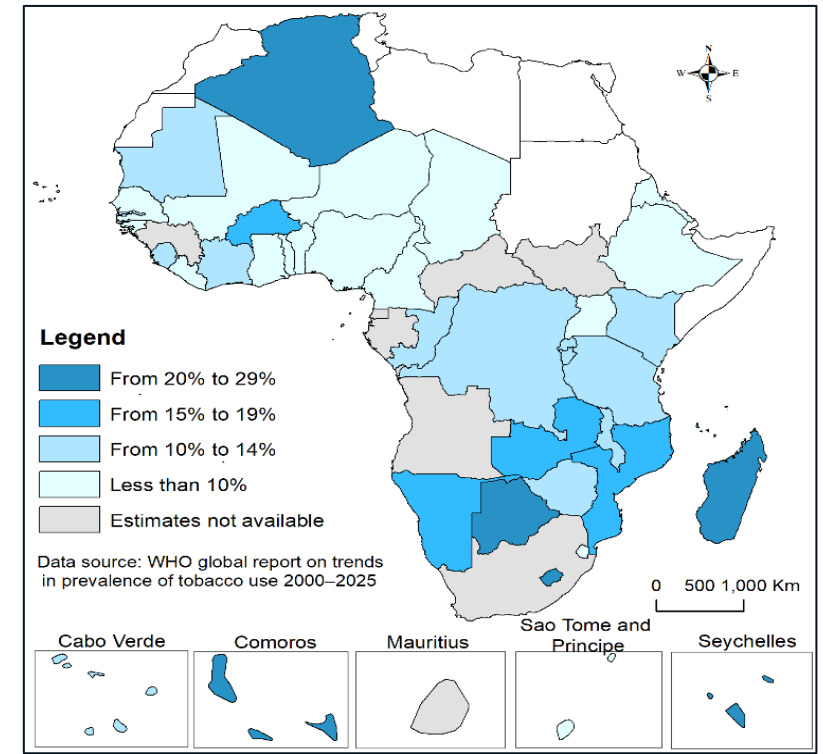 N
W E
S
Legend
From 20% to 29%
From 15% to 19%
From 10% to 14%
Less than 10%
Estimates not available
Data source: WHO global report on trends
in prevalence of tobacco use 2000–2025
0 500 1,000 Km
Cabo Verde
Comoros
Mauritius
Sao Tome and
Principe
Seychelles